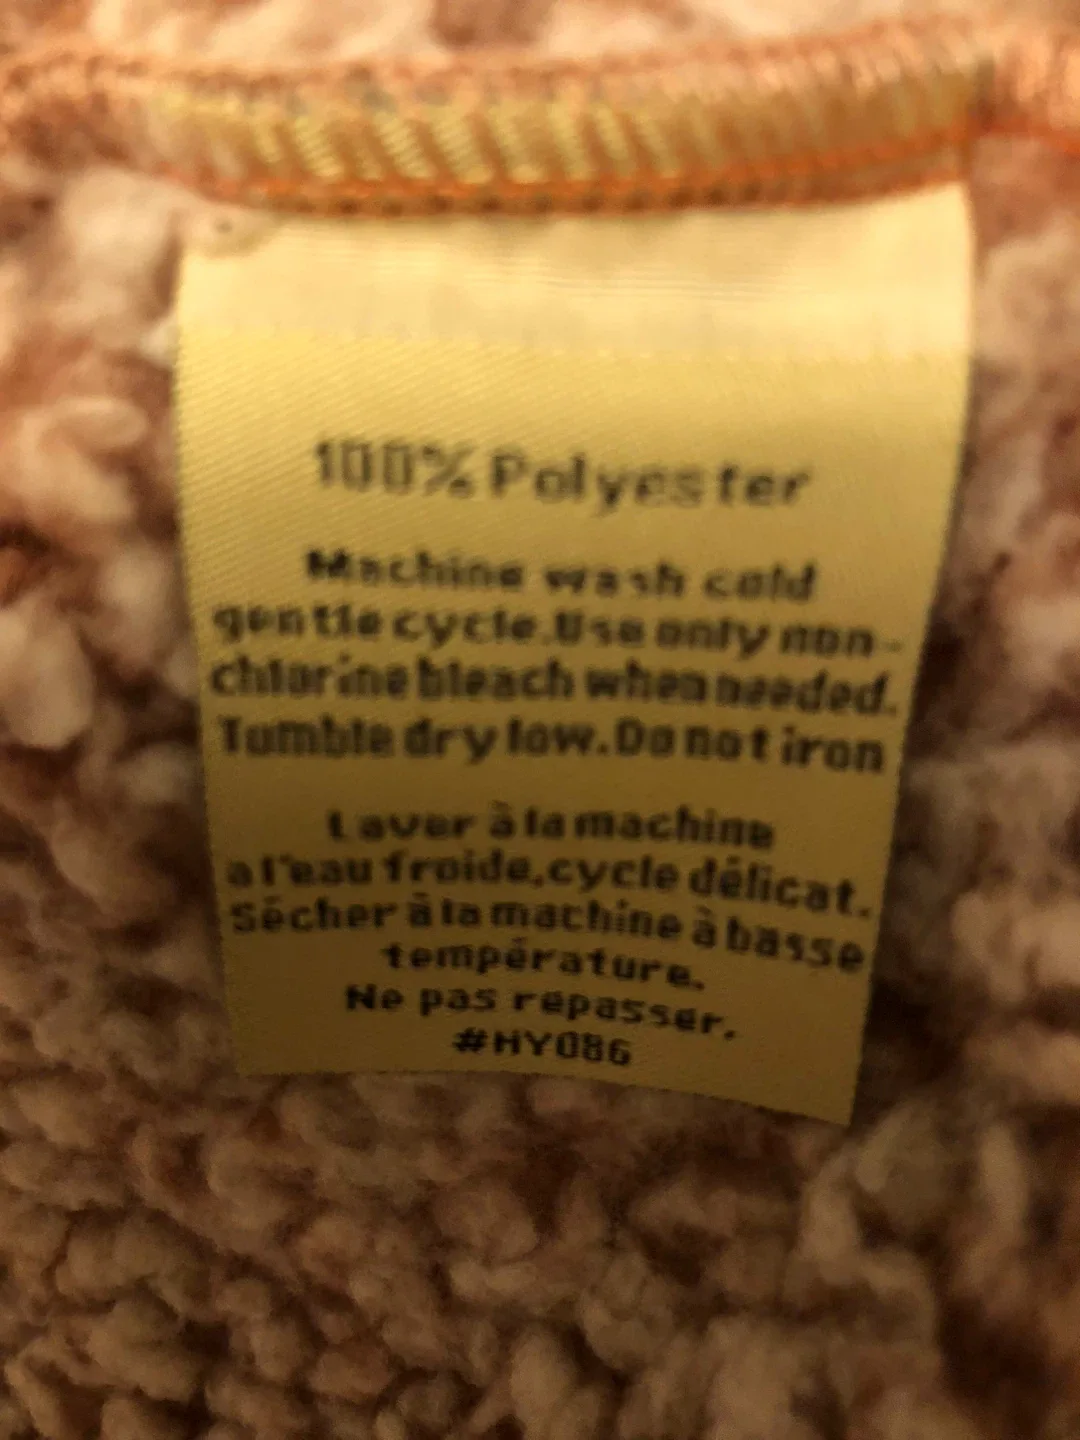 100% Polyester
Machine wash cold
gentle cycle.Use only non-
chlorine bleach when needed.
Tumble dry low.Do not iron
Laver à la machine
a l'eau froide,cycle délicat.
Sécher à la machine à basse
température.
Ne pas repasser.
#HY086